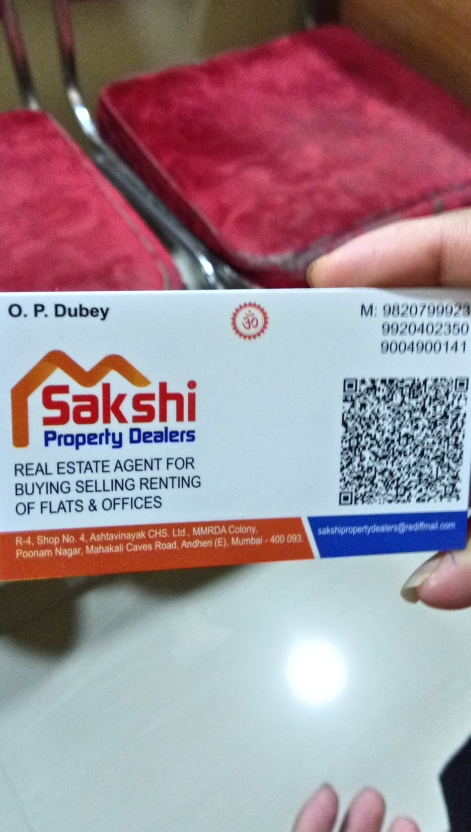 O. P. Dubey
ॐ
M: 9820799923
9920402350
9004900141
Sakshi
Property Dealers
REAL ESTATE AGENT FOR
BUYING SELLING RENTING
OF FLATS & OFFICES
R-4, Shop No. 4, Ashtavinayak CHS. Ltd., MMRDA Colony,
Poonam Nagar, Mahakali Caves Road, Andheri (E), Mumbai - 400 093.
sakshipropertydealers@rediffmail.com